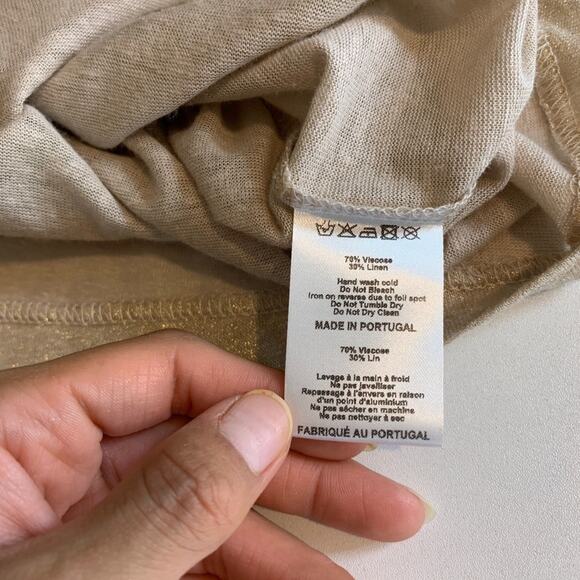 70% Viscose
30% Linen
Hand wash cold
Do Not Bleach
Iron on reverse due to foil spot
Do Not Tumble Dry
Do Not Dry Clean
MADE IN PORTUGAL
70% Viscose
30% Lin
Lavage à la main à froid
Ne pas javelliser
Repassage à l'envers en raison
d'un point d'aluminium
Ne pas sécher en machine
Ne pas nettoyer à sec
FABRIQUÉ AU PORTUGAL